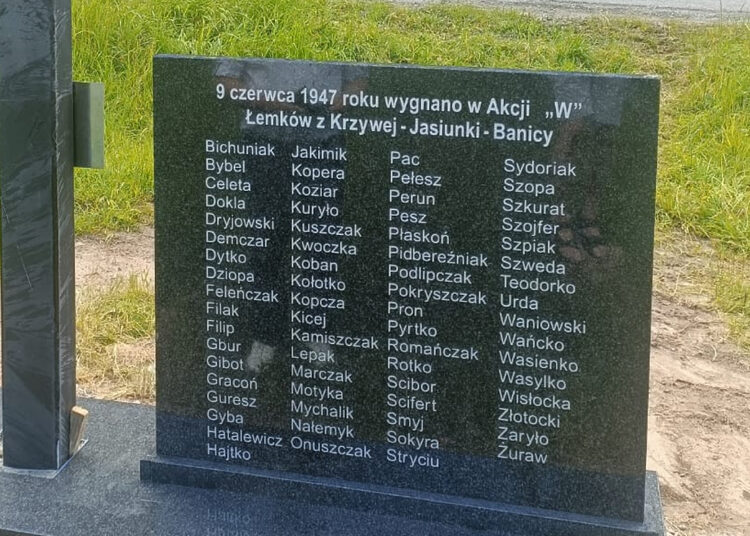 9 czerwca 1947 roku wygnano w Akcji „W”
Łemków z Krzywej - Jasiunki - Banicy
Bichuniak
Bybel
Celeta
Dokla
Dryjowski
Demczar
Dytko
Dziopa
Feleńczak
Filak
Filip
Gbur
Gibot
Gracoń
Guresz
Gyba
Hatalewicz
Hajtko
Jakimik
Kopera
Koziar
Kuryło
Kuszczak
Kwoczka
Koban
Kołotko
Kopcza
Kicej
Kamiszczak
Lepak
Marczak
Motyka
Mychalik
Nałemyk
Onuszczak
Pac
Pełesz
Perun
Pesz
Płaskoń
Pidbereźniak
Podlipczak
Pokryszczak
Pron
Pyrtko
Romańczak
Rotko
Scibor
Scifert
Smyj
Sokyra
Stryciu
Sydoriak
Szopa
Szkurat
Szojfer
Szpiak
Szweda
Teodorko
Urda
Waniowski
Wańcko
Wasienko
Wasylko
Wisłocka
Złotocki
Zaryło
Żuraw